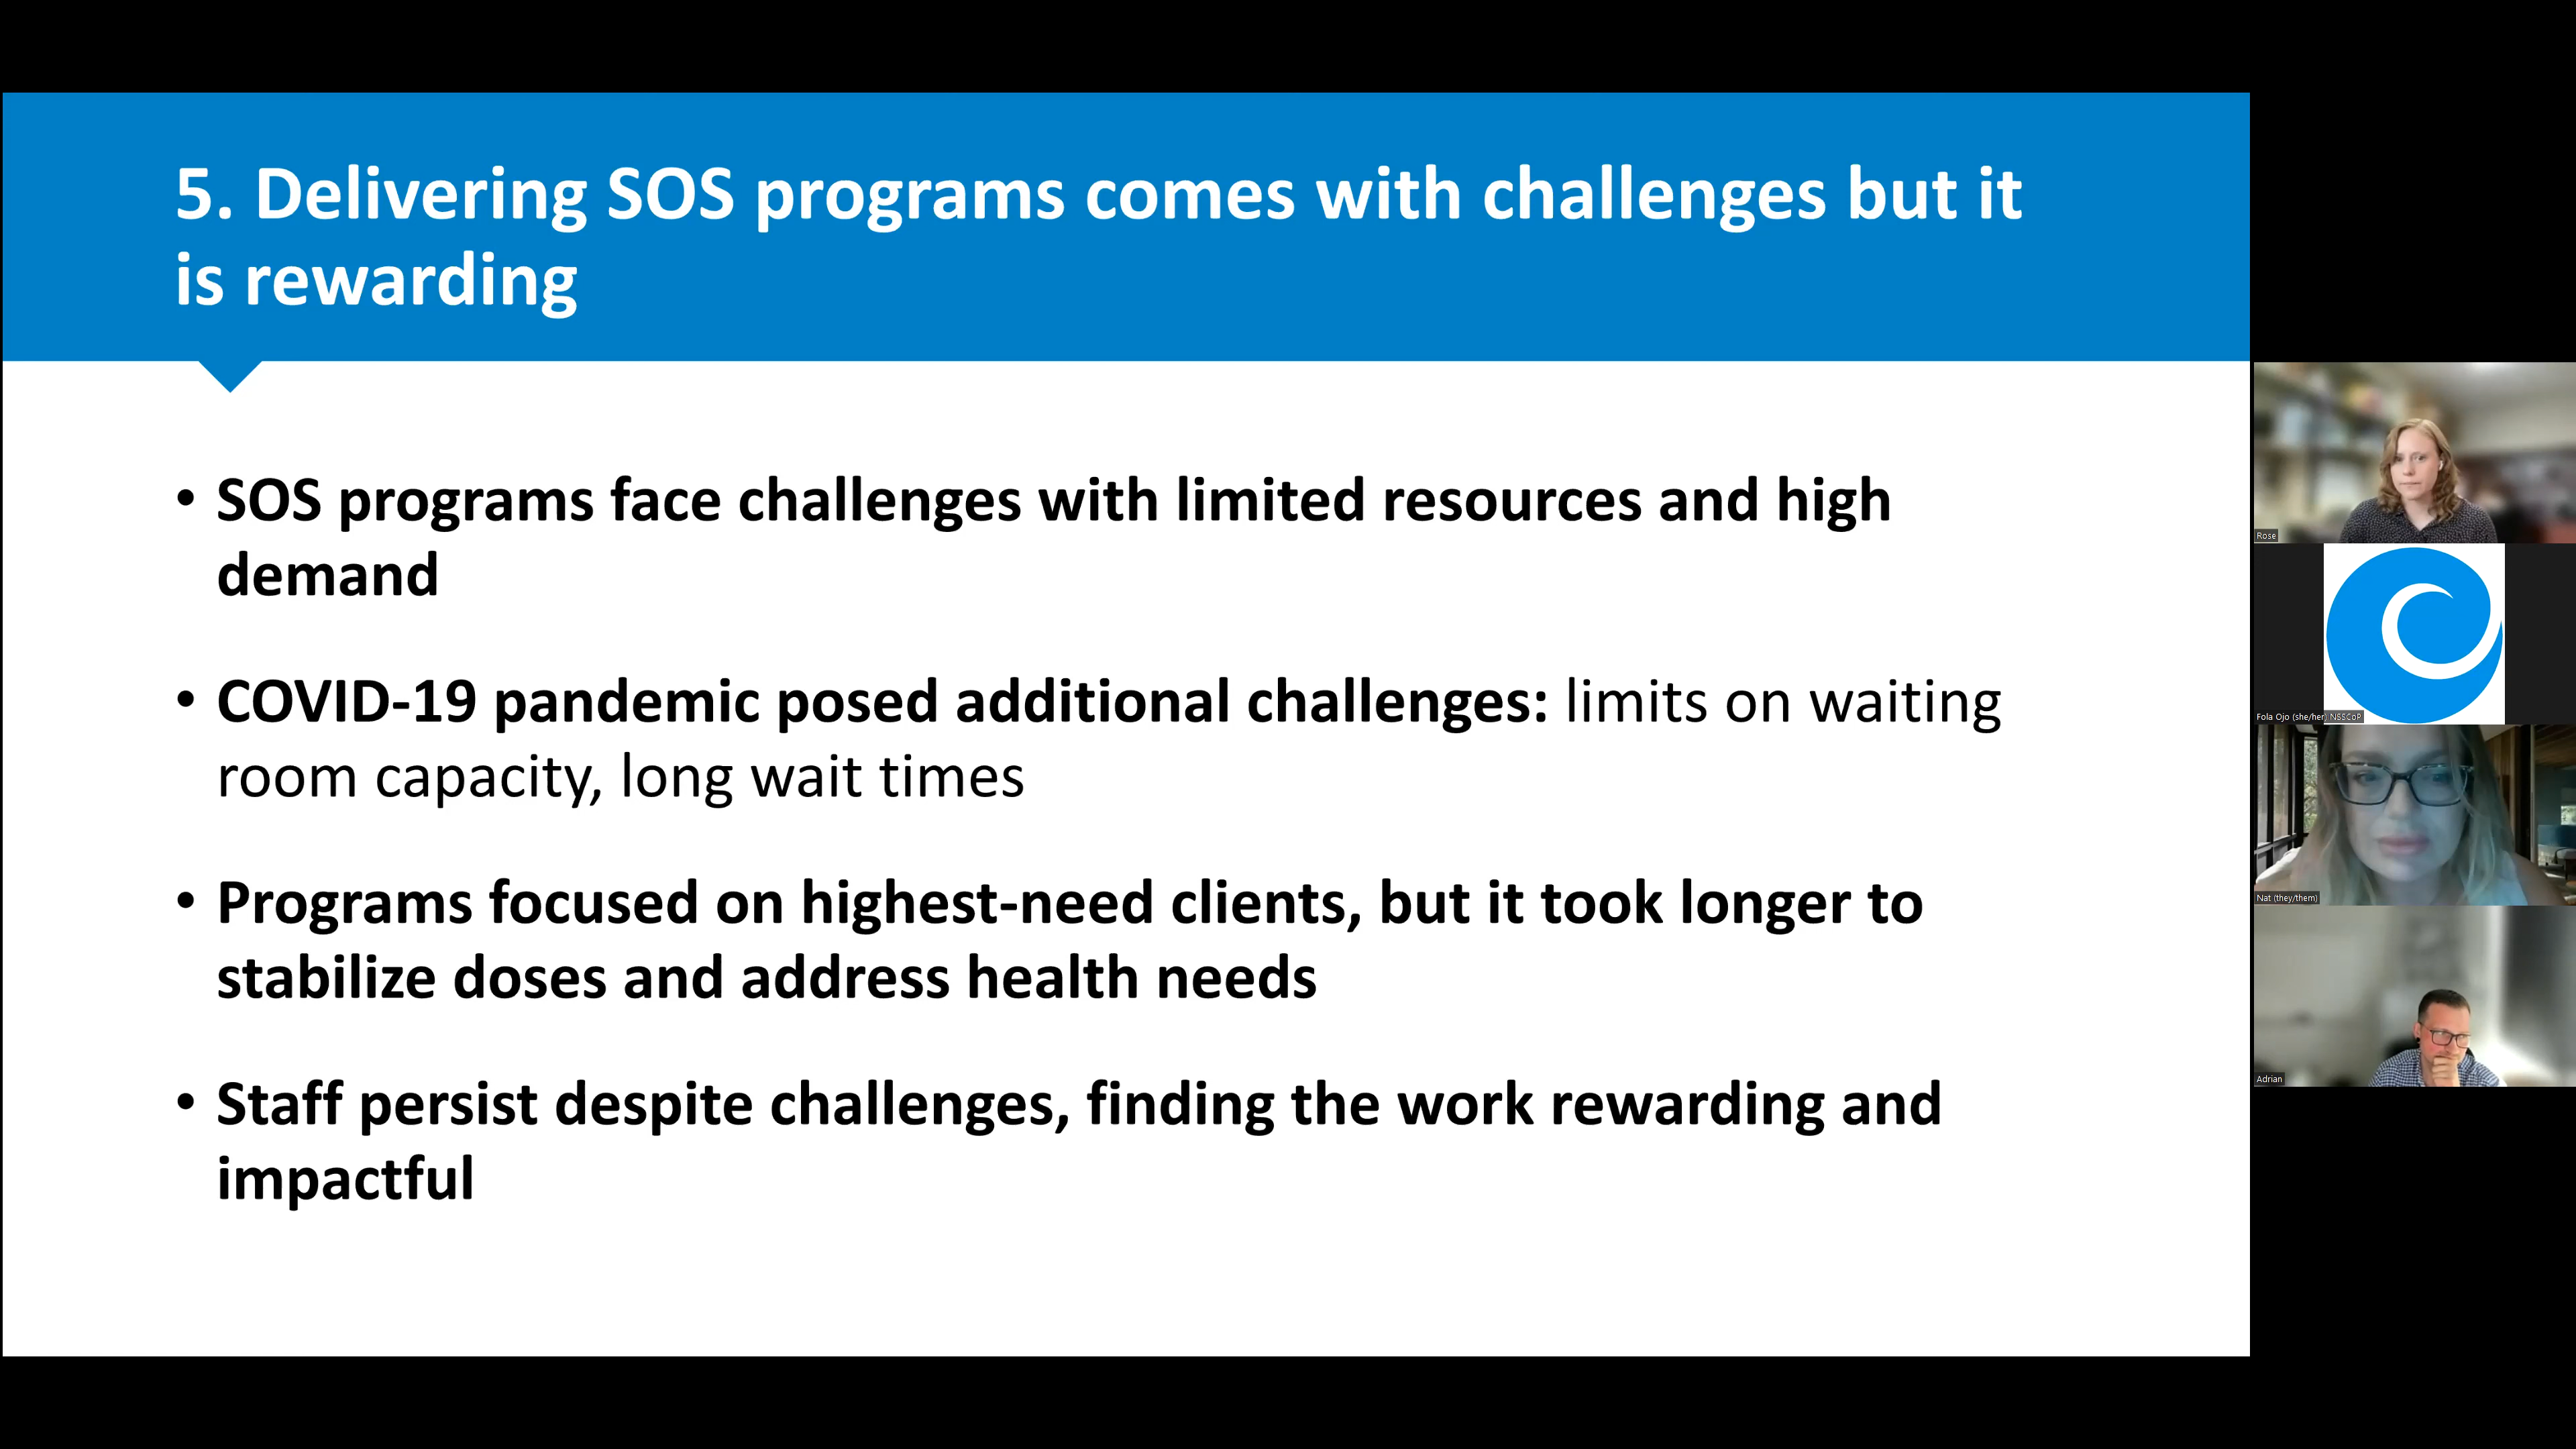 5. Delivering SOS programs comes with challenges but it
is rewarding
• SOS programs face challenges with limited resources and high
demand
• COVID-19 pandemic posed additional challenges: limits on waiting
room capacity, long wait times
• Programs focused on highest-need clients, but it took longer to
stabilize doses and address health needs
• Staff persist despite challenges, finding the work rewarding and
impactful
Rose
Fola Ojo (she/her) NSSCoP
Nat (they/them)
Adrian